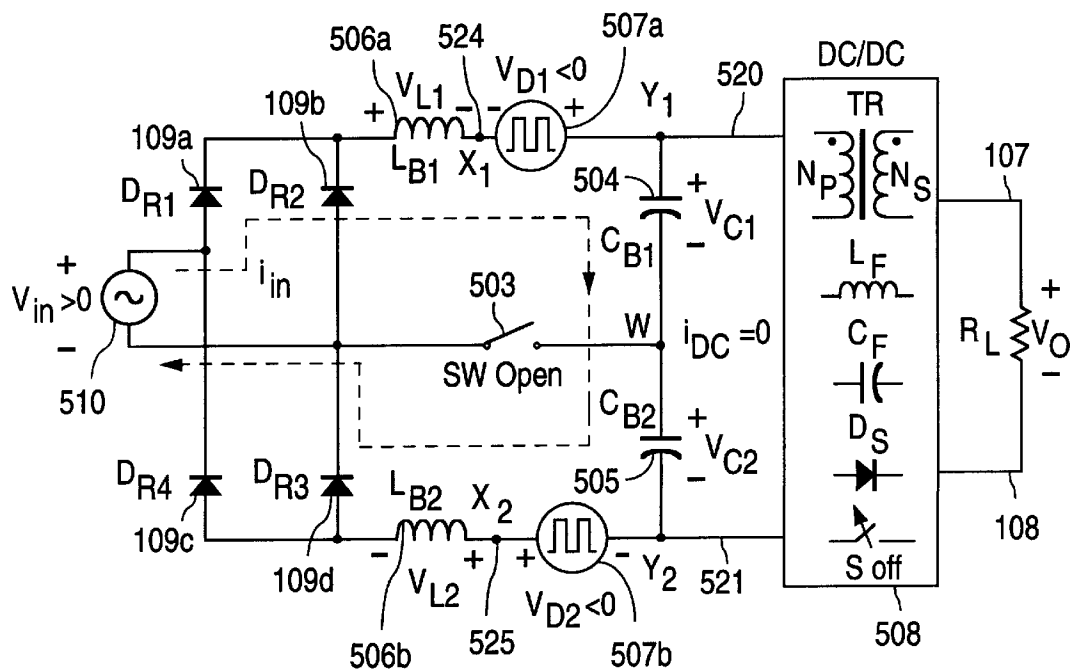 506a
524
507a
DC/DC
520
V_L1
V_D1 <0
Y_1
109b
+
-
-
+
TR
109a
L_B1
X_1
504
N_P
N_S
107
D_R1
D_R2
+
V_C1
-
C_B1
L_F
+
V_in >0
-
i_in
503
W
i_DC =0
R_L
+
V_O
-
510
SW Open
C_F
C_B2
+
V_C2
-
D_S
D_R4
D_R3
L_B2
X_2
505
108
109c
109d
-
+
+
-
Y_2
521
S off
V_L2
V_D2 <0
506b
525
507b
508